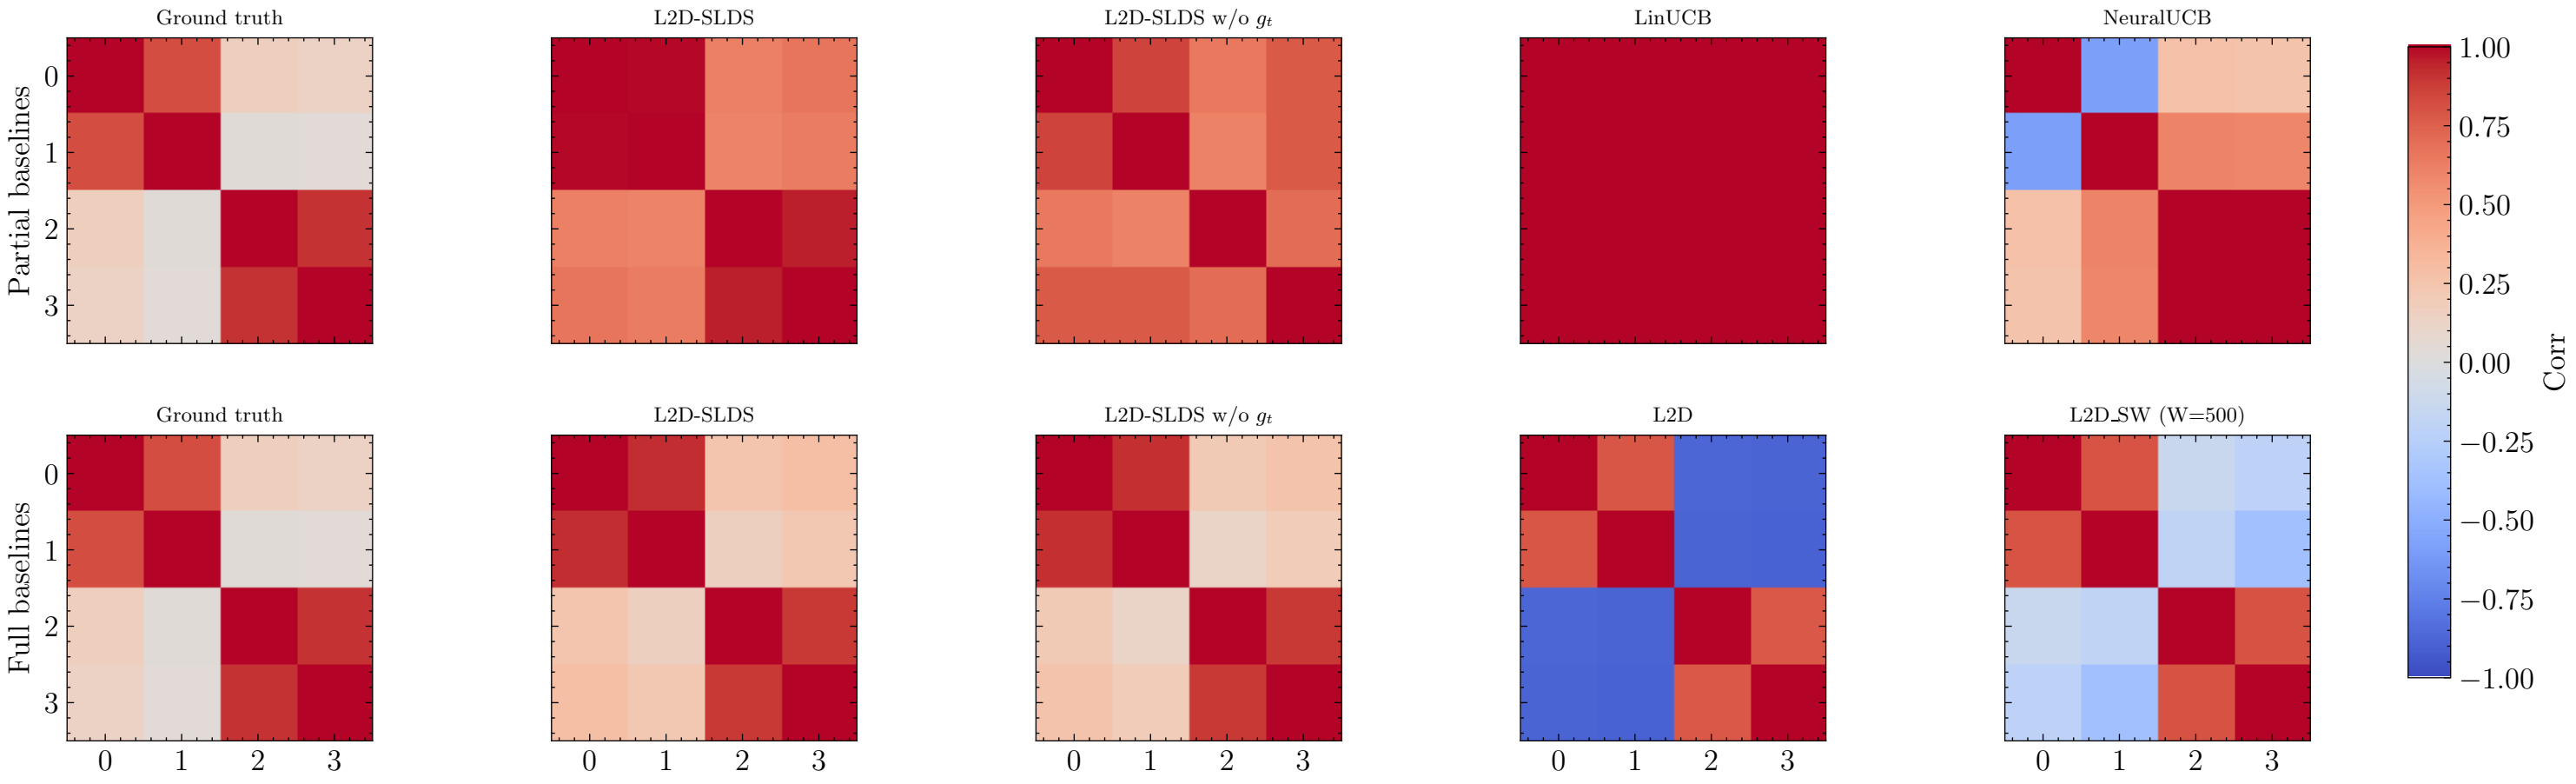 Ground truth
L2D-SLDS
L2D-SLDS w/o gₜ
LinUCB
NeuralUCB
Partial baselines
0
1
2
3
Ground truth
L2D-SLDS
L2D-SLDS w/o gₜ
L2D
L2D_SW (W=500)
Full baselines
0
1
2
3
0 1 2 3
0 1 2 3
0 1 2 3
0 1 2 3
0 1 2 3
1.00
0.75
0.50
0.25
0.00
−0.25
−0.50
−0.75
−1.00
Corr